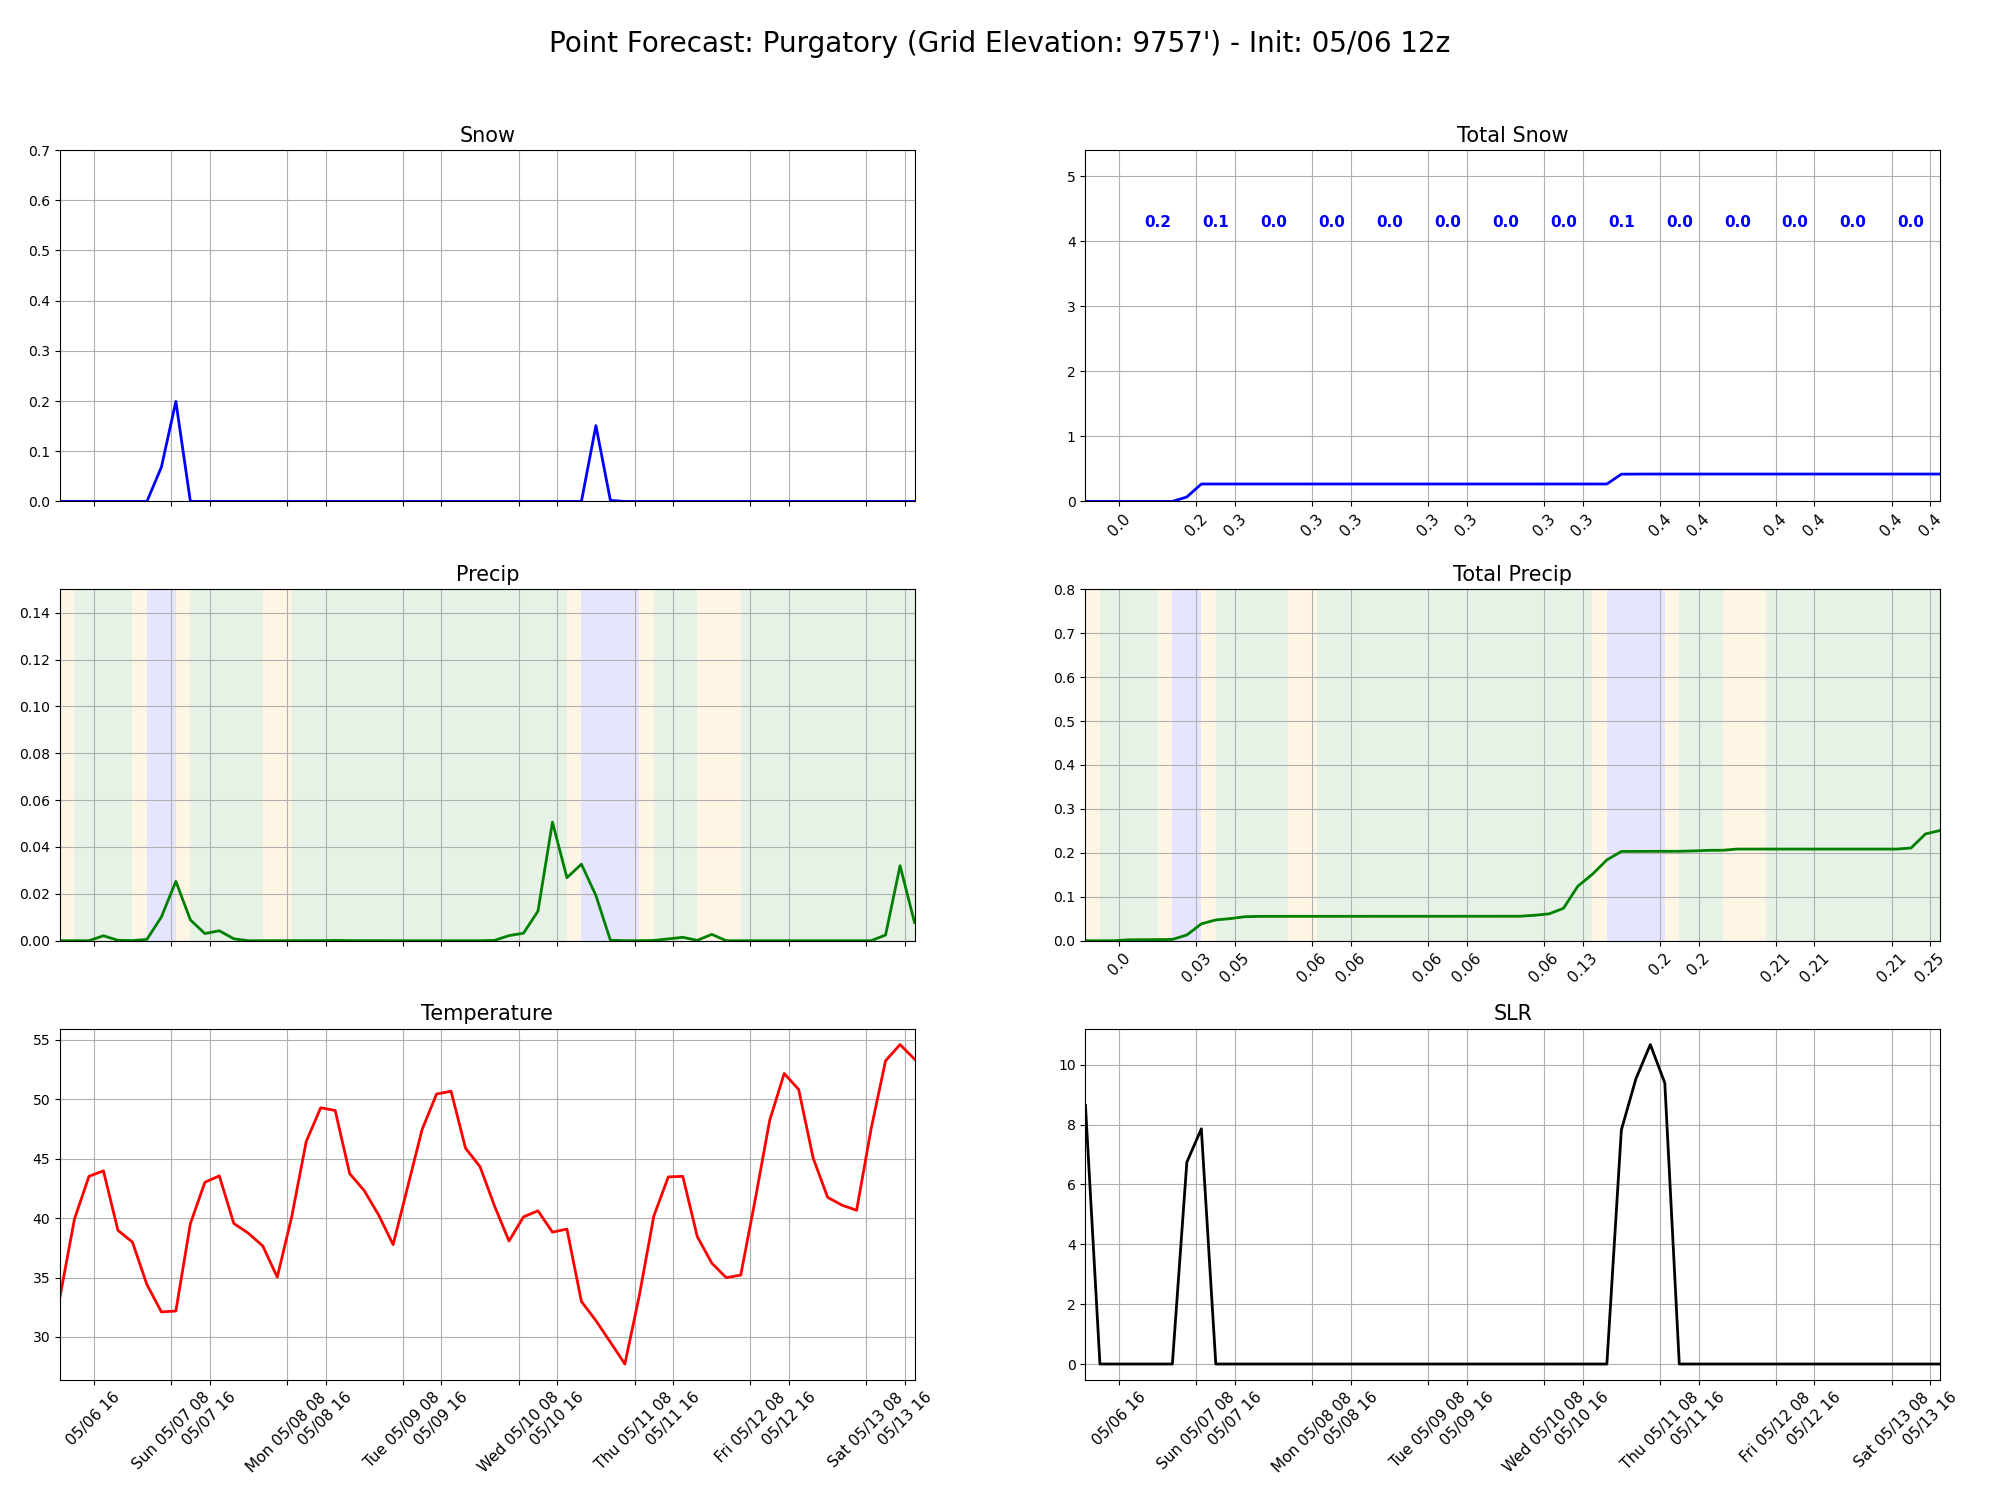 Point Forecast: Purgatory (Grid Elevation: 9757') - Init: 05/06 12z
Snow
0.7
0.6
0.5
0.4
0.3
0.2
0.1
0.0
Total Snow
5
4
3
2
1
0
0.2 0.1 0.0 0.0 0.0 0.0 0.0 0.0 0.1 0.0 0.0 0.0 0.0 0.0
0.0 0.2 0.3 0.3 0.3 0.3 0.3 0.3 0.3 0.4 0.4 0.4 0.4 0.4 0.4
Precip
0.14
0.12
0.10
0.08
0.06
0.04
0.02
0.00
Total Precip
0.8
0.7
0.6
0.5
0.4
0.3
0.2
0.1
0.0
0.0 0.03 0.05 0.06 0.06 0.06 0.06 0.06 0.13 0.2 0.2 0.21 0.21 0.21 0.25
Temperature
55
50
45
40
35
30
05/06 16
Sun 05/07 08
05/07 16
Mon 05/08 08
05/08 16
Tue 05/09 08
05/09 16
Wed 05/10 08
05/10 16
Thu 05/11 08
05/11 16
Fri 05/12 08
05/12 16
Sat 05/13 08
05/13 16
SLR
10
8
6
4
2
0
05/06 16
Sun 05/07 08
05/07 16
Mon 05/08 08
05/08 16
Tue 05/09 08
05/09 16
Wed 05/10 08
05/10 16
Thu 05/11 08
05/11 16
Fri 05/12 08
05/12 16
Sat 05/13 08
05/13 16